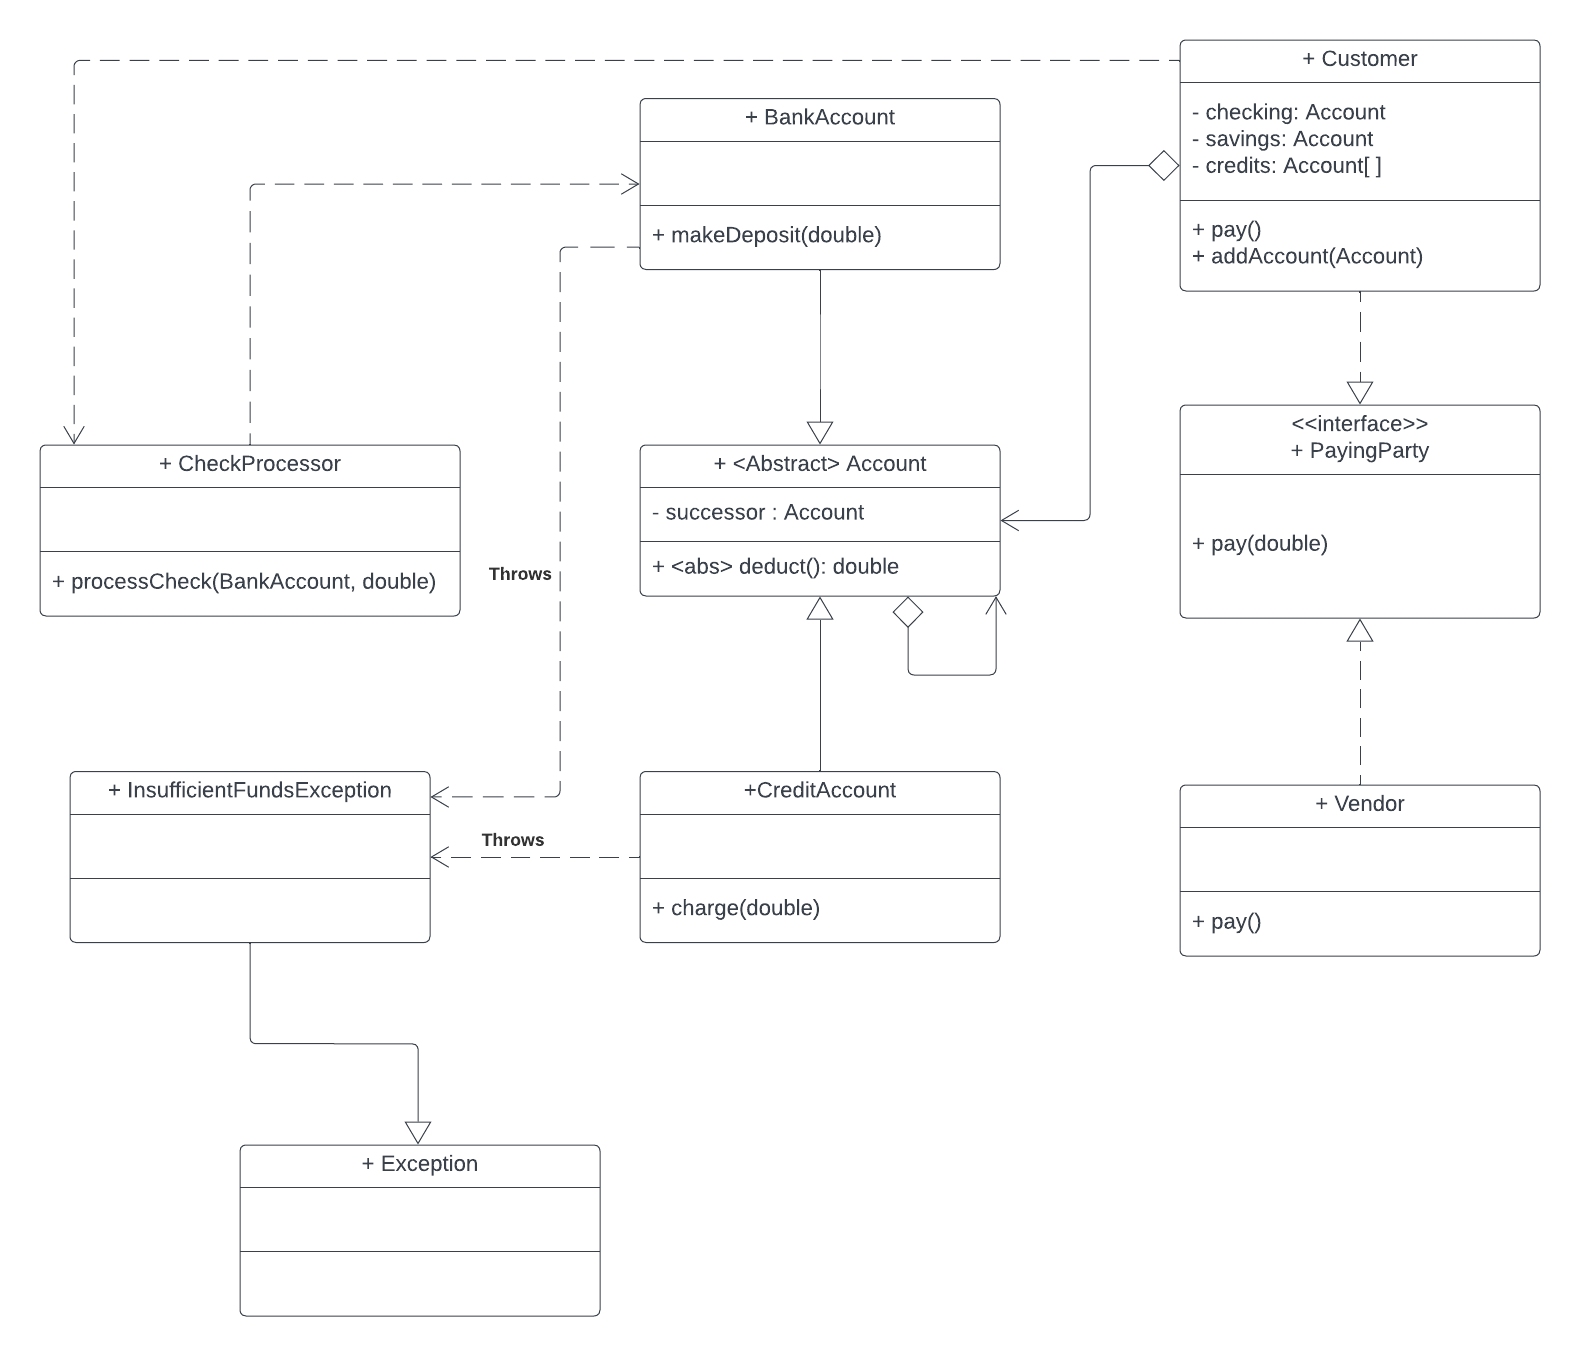 + Customer
- checking: Account
- savings: Account
- credits: Account[ ]
+ pay()
+ addAccount(Account)
+ BankAccount
+ makeDeposit(double)
+ CheckProcessor
+ processCheck(BankAccount, double)
Throws
+ <Abstract> Account
- successor : Account
+ <abs> deduct(): double
<<interface>>
+ PayingParty
+ pay(double)
+ InsufficientFundsException
Throws
+CreditAccount
+ charge(double)
+ Vendor
+ pay()
+ Exception